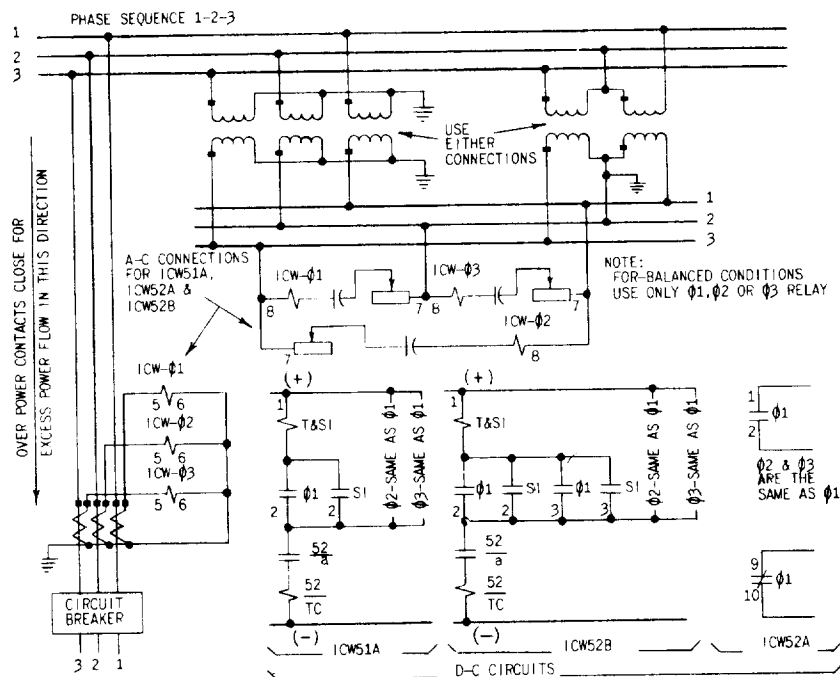 PHASE SEQUENCE 1-2-3
1
2
3
USE
EITHER
CONNECTIONS
1
2
3
OVER POWER CONTACTS CLOSE FOR
EXCESS POWER FLOW IN THIS DIRECTION
A-C CONNECTIONS
FOR ICW51A,
ICW52A &
ICW52B
ICW-ϕ1
8
7
ICW-ϕ3
8
7
ICW-ϕ2
7
8
NOTE:
FOR-BALANCED CONDITIONS
USE ONLY ϕ1,ϕ2 OR ϕ3 RELAY
ICW-ϕ1
5 6
ICW-ϕ2
5 6
ICW-ϕ3
5 6
CIRCUIT
BREAKER
3 2 1
(+)
1
T&SI
ϕ1
2
SI
2
ϕ2-SAME AS ϕ1
ϕ3-SAME AS ϕ1
52
a
52
TC
(-)
ICW51A
(+)
1
T&SI
ϕ1
2
SI
2
ϕ1
3
SI
3
ϕ2-SAME AS ϕ1
ϕ3-SAME AS ϕ1
52
a
52
TC
(-)
ICW52B
1
ϕ1
2
ϕ2 & ϕ3
ARE THE
SAME AS ϕ1
9
ϕ1
10
ICW52A
D-C CIRCUITS